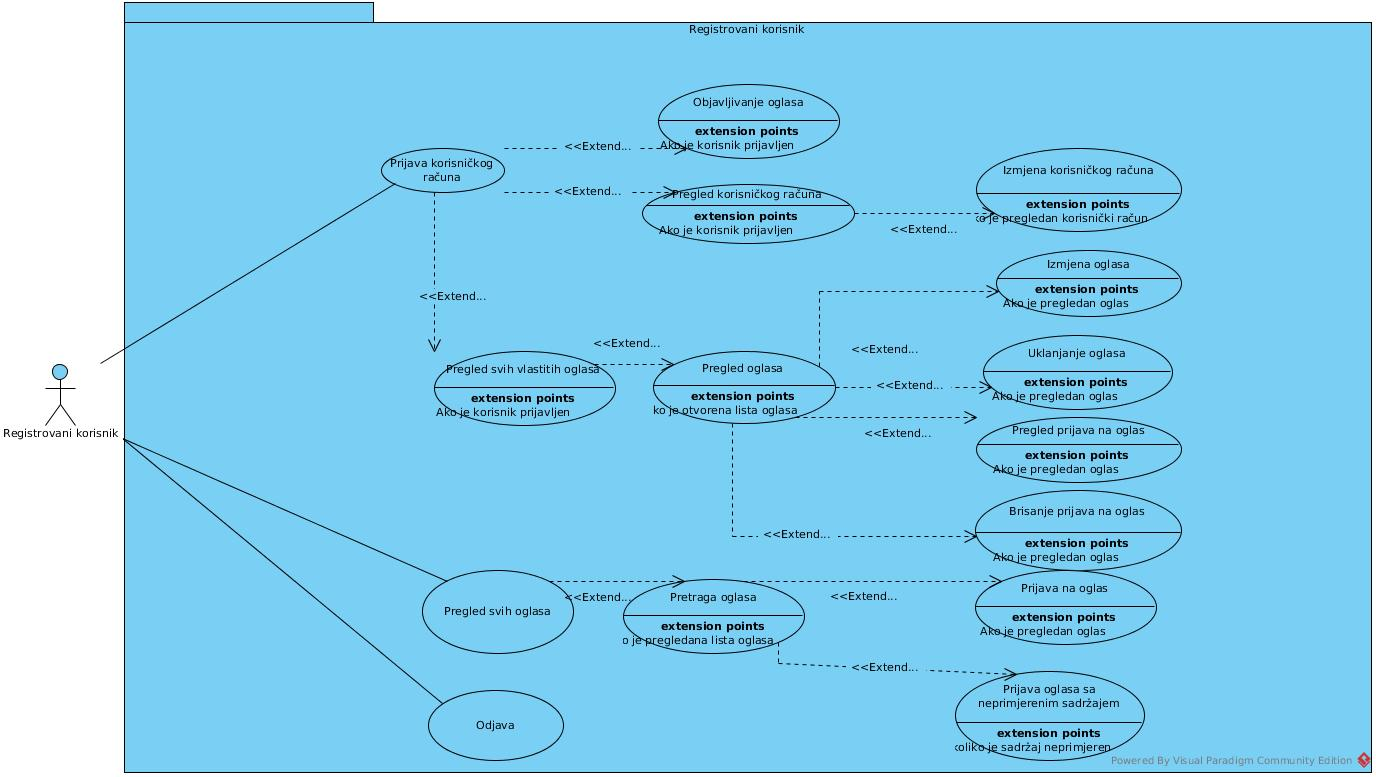 Registrovani korisnik
Objavljivanje oglasa
extension points
Ako je korisnik prijavljen
Prijava korisničkog
računa
<<Extend...
<<Extend...
Pregled korisničkog računa
extension points
Ako je korisnik prijavljen
Izmjena korisničkog računa
extension points
ko je pregledan korisnički račun
<<Extend...
Izmjena oglasa
extension points
Ako je pregledan oglas
<<Extend...
<<Extend...
Pregled svih vlastitih oglasa
extension points
Ako je korisnik prijavljen
Pregled oglasa
extension points
ko je otvorena lista oglasa
<<Extend...
Uklanjanje oglasa
extension points
Ako je pregledan oglas
<<Extend...
<<Extend...
Pregled prijava na oglas
extension points
Ako je pregledan oglas
Registrovani korisnik
Brisanje prijava na oglas
extension points
Ako je pregledan oglas
<<Extend...
Pregled svih oglasa
<<Extend...
Pretraga oglasa
extension points
o je pregledana lista oglasa
<<Extend...
Prijava na oglas
extension points
Ako je pregledan oglas
<<Extend...
Prijava oglasa sa
neprimjerenim sadržajem
extension points
koliko je sadržaj neprimjeren
Odjava
Powered By Visual Paradigm Community Edition